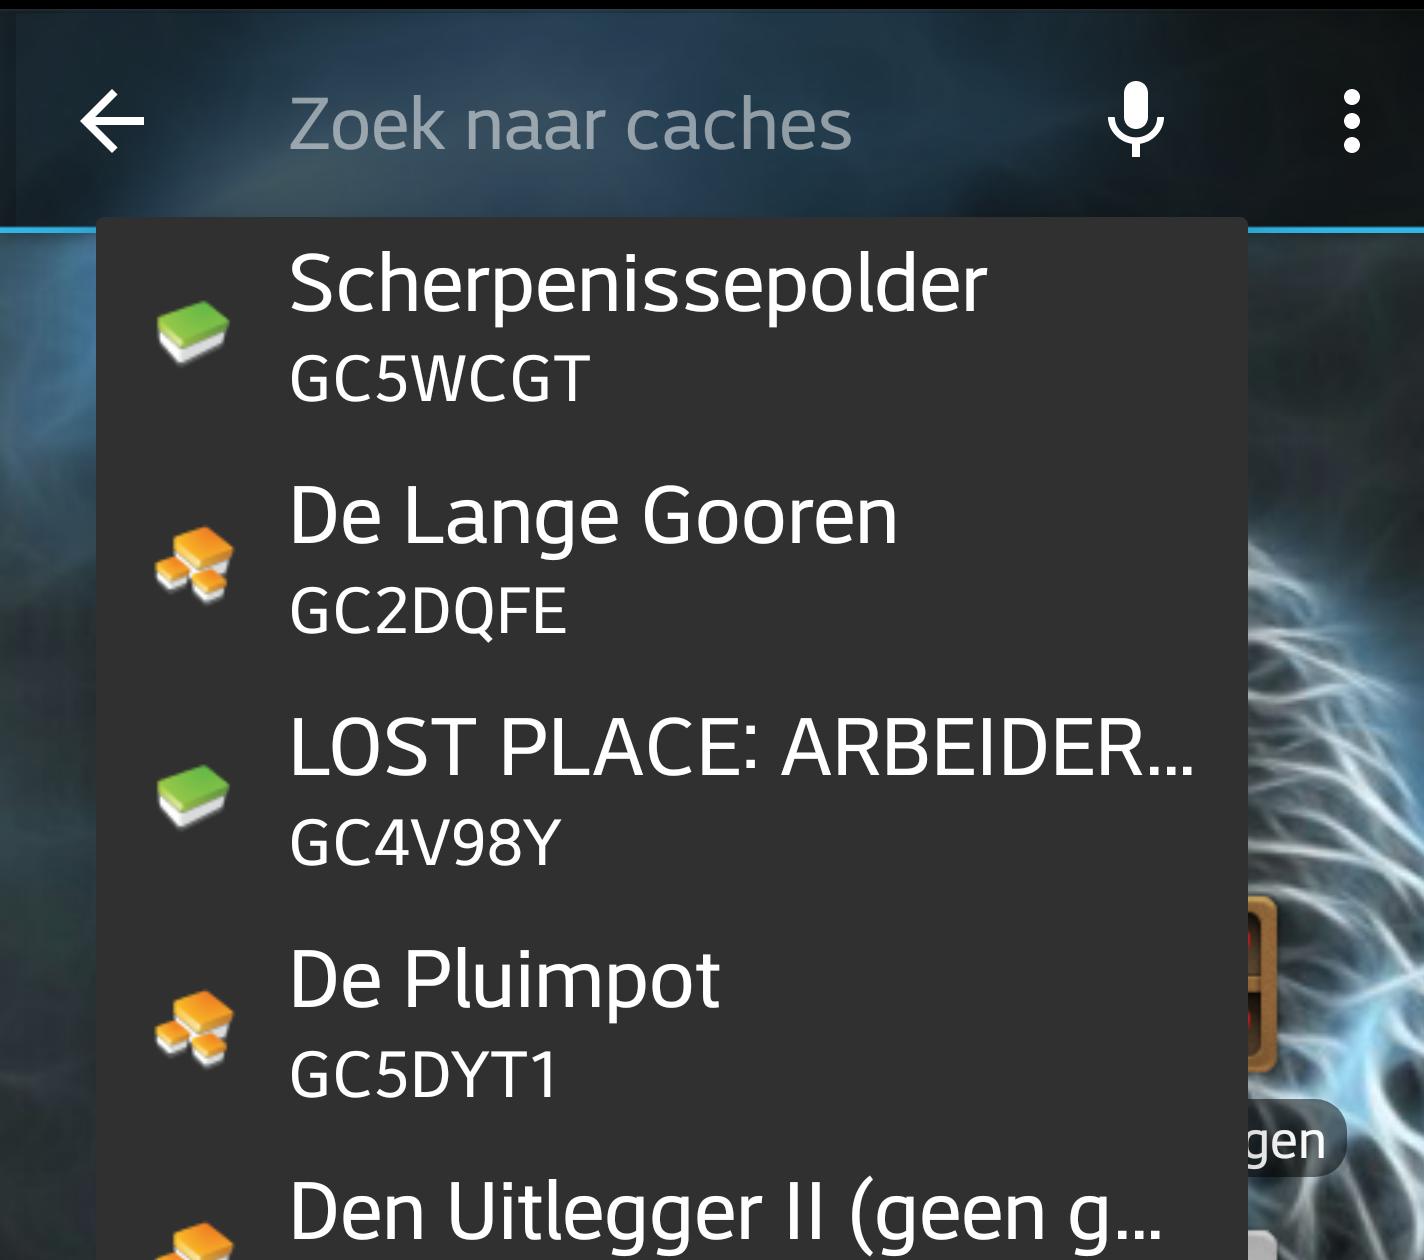 Zoek naar caches
Scherpenissepolder
GC5WCGT
De Lange Gooren
GC2DQFE
LOST PLACE: ARBEIDER...
GC4V98Y
De Pluimpot
GC5DYT1
gen
Den Uitlegger II (geen g...